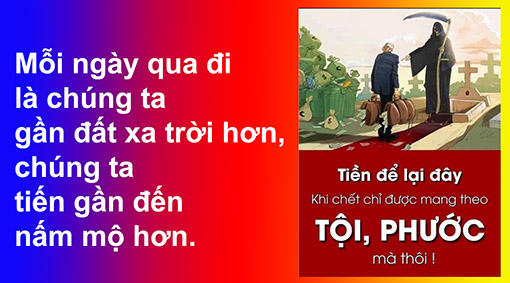 Mỗi ngày qua đi
là chúng ta
gần đất xa trời hơn,
chúng ta
tiến gần đến
nấm mộ hơn.
Tiền để lại đây
Khi chết chỉ được mang theo
TỘI, PHƯỚC
mà thôi !